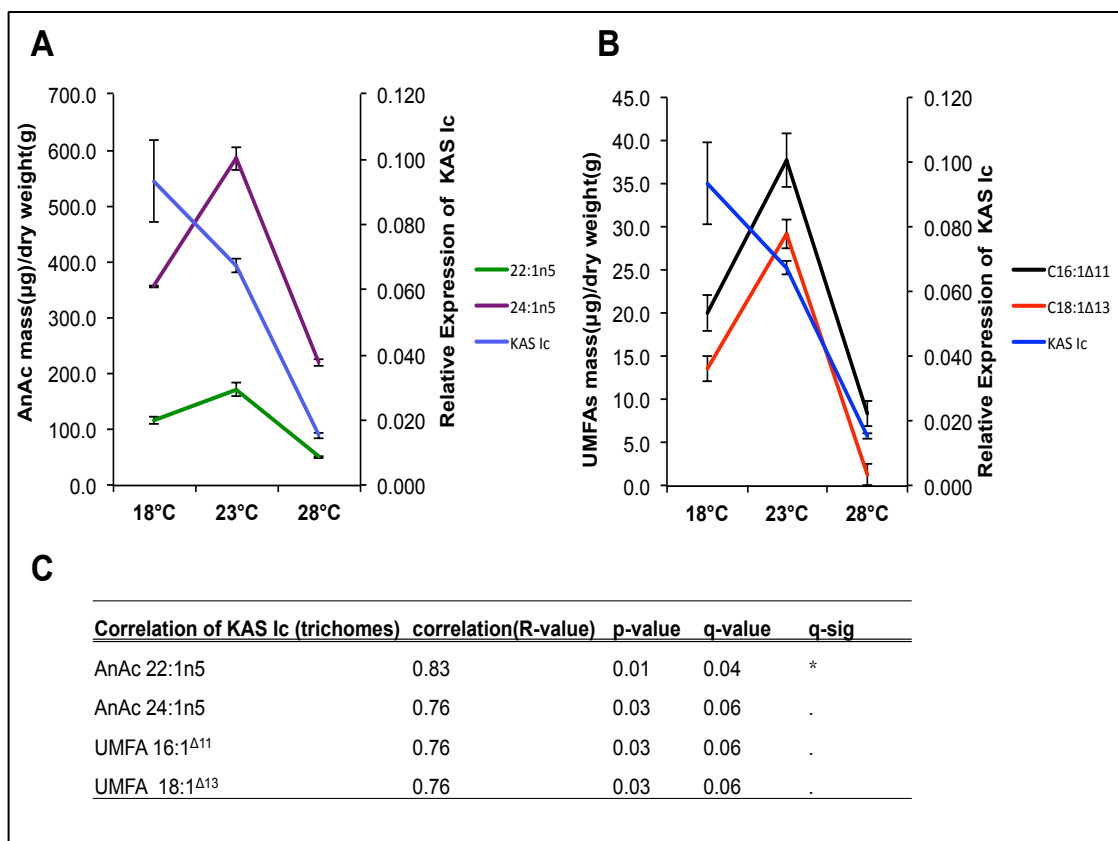 A
AnAc mass(µg)/dry weight(g)
700.0
600.0
500.0
400.0
300.0
200.0
100.0
0.0
0.120
0.100
0.080
0.060
0.040
0.020
0.000
Relative Expression of KAS Ic
18°C 23°C 28°C
22:1n5
24:1n5
KAS Ic
B
UMFAs mass(µg)/dry weight(g)
45.0
40.0
35.0
30.0
25.0
20.0
15.0
10.0
5.0
0.0
0.120
0.100
0.080
0.060
0.040
0.020
0.000
Relative Expression of KAS Ic
18°C 23°C 28°C
C16:1Δ11
C18:1Δ13
KAS Ic
C
Correlation of KAS Ic (trichomes) correlation(R-value) p-value q-value q-sig
AnAc 22:1n5 0.83 0.01 0.04 *
AnAc 24:1n5 0.76 0.03 0.06 .
UMFA 16:1Δ11 0.76 0.03 0.06 .
UMFA 18:1Δ13 0.76 0.03 0.06 .